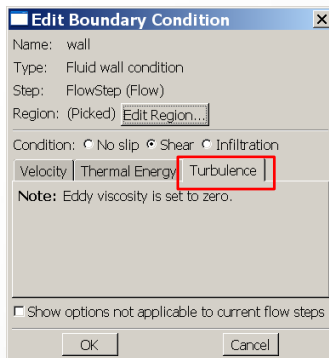 Edit Boundary Condition
Name: wall
Type: Fluid wall condition
Step: FlowStep (Flow)
Region: (Picked) Edit Region...
Condition: No slip Shear Infiltration
Velocity Thermal Energy Turbulence
Note: Eddy viscosity is set to zero.
Show options not applicable to current flow steps
OK Cancel